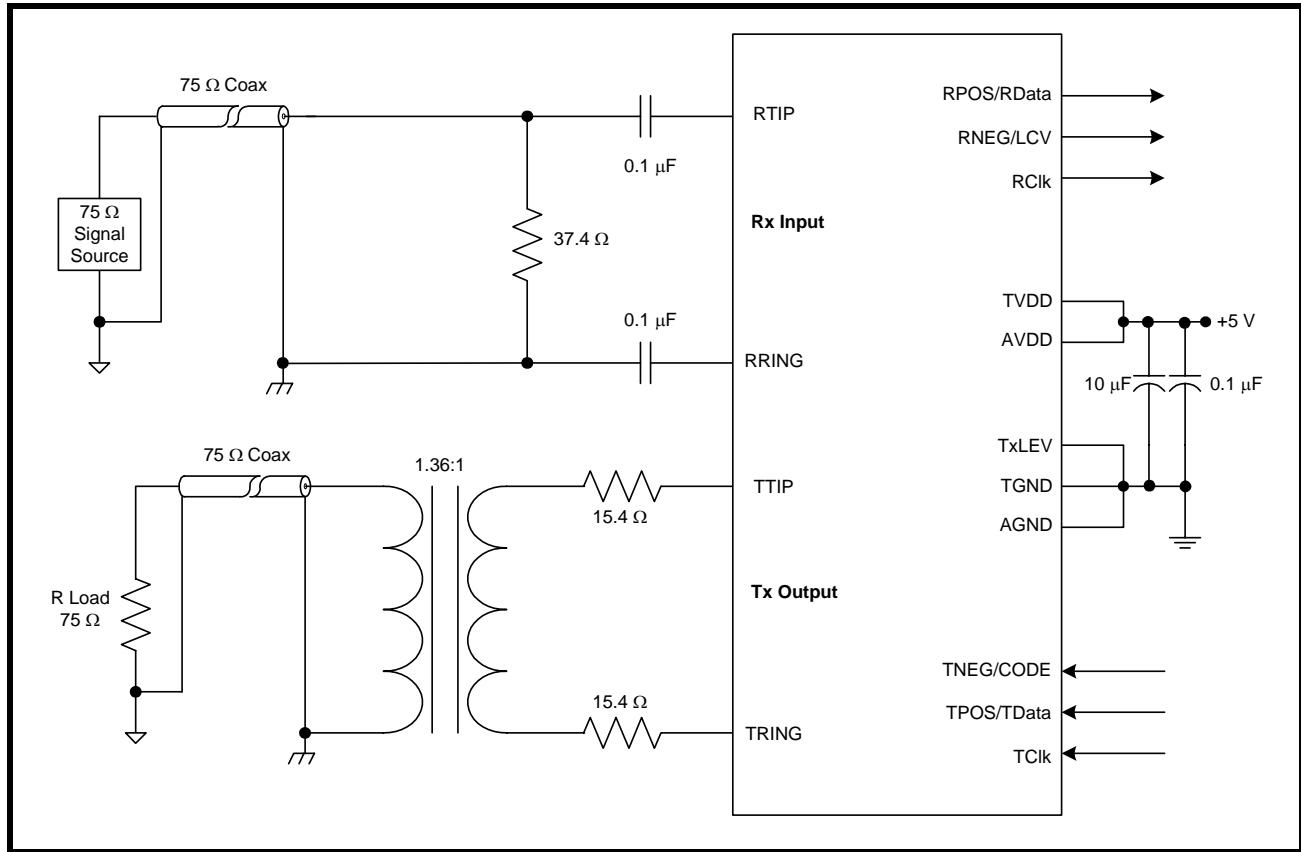 75 Ω Coax
RTIP
0.1 μF
75 Ω
Signal
Source
37.4 Ω
Rx Input
0.1 μF
RRING
75 Ω Coax
1.36:1
TTIP
15.4 Ω
R Load
75 Ω
Tx Output
15.4 Ω
TRING
RPOS/RData
RNEG/LCV
RClk
TVDD
+5 V
AVDD
10 μF
0.1 μF
TxLEV
TGND
AGND
TNEG/CODE
TPOS/TData
TClk